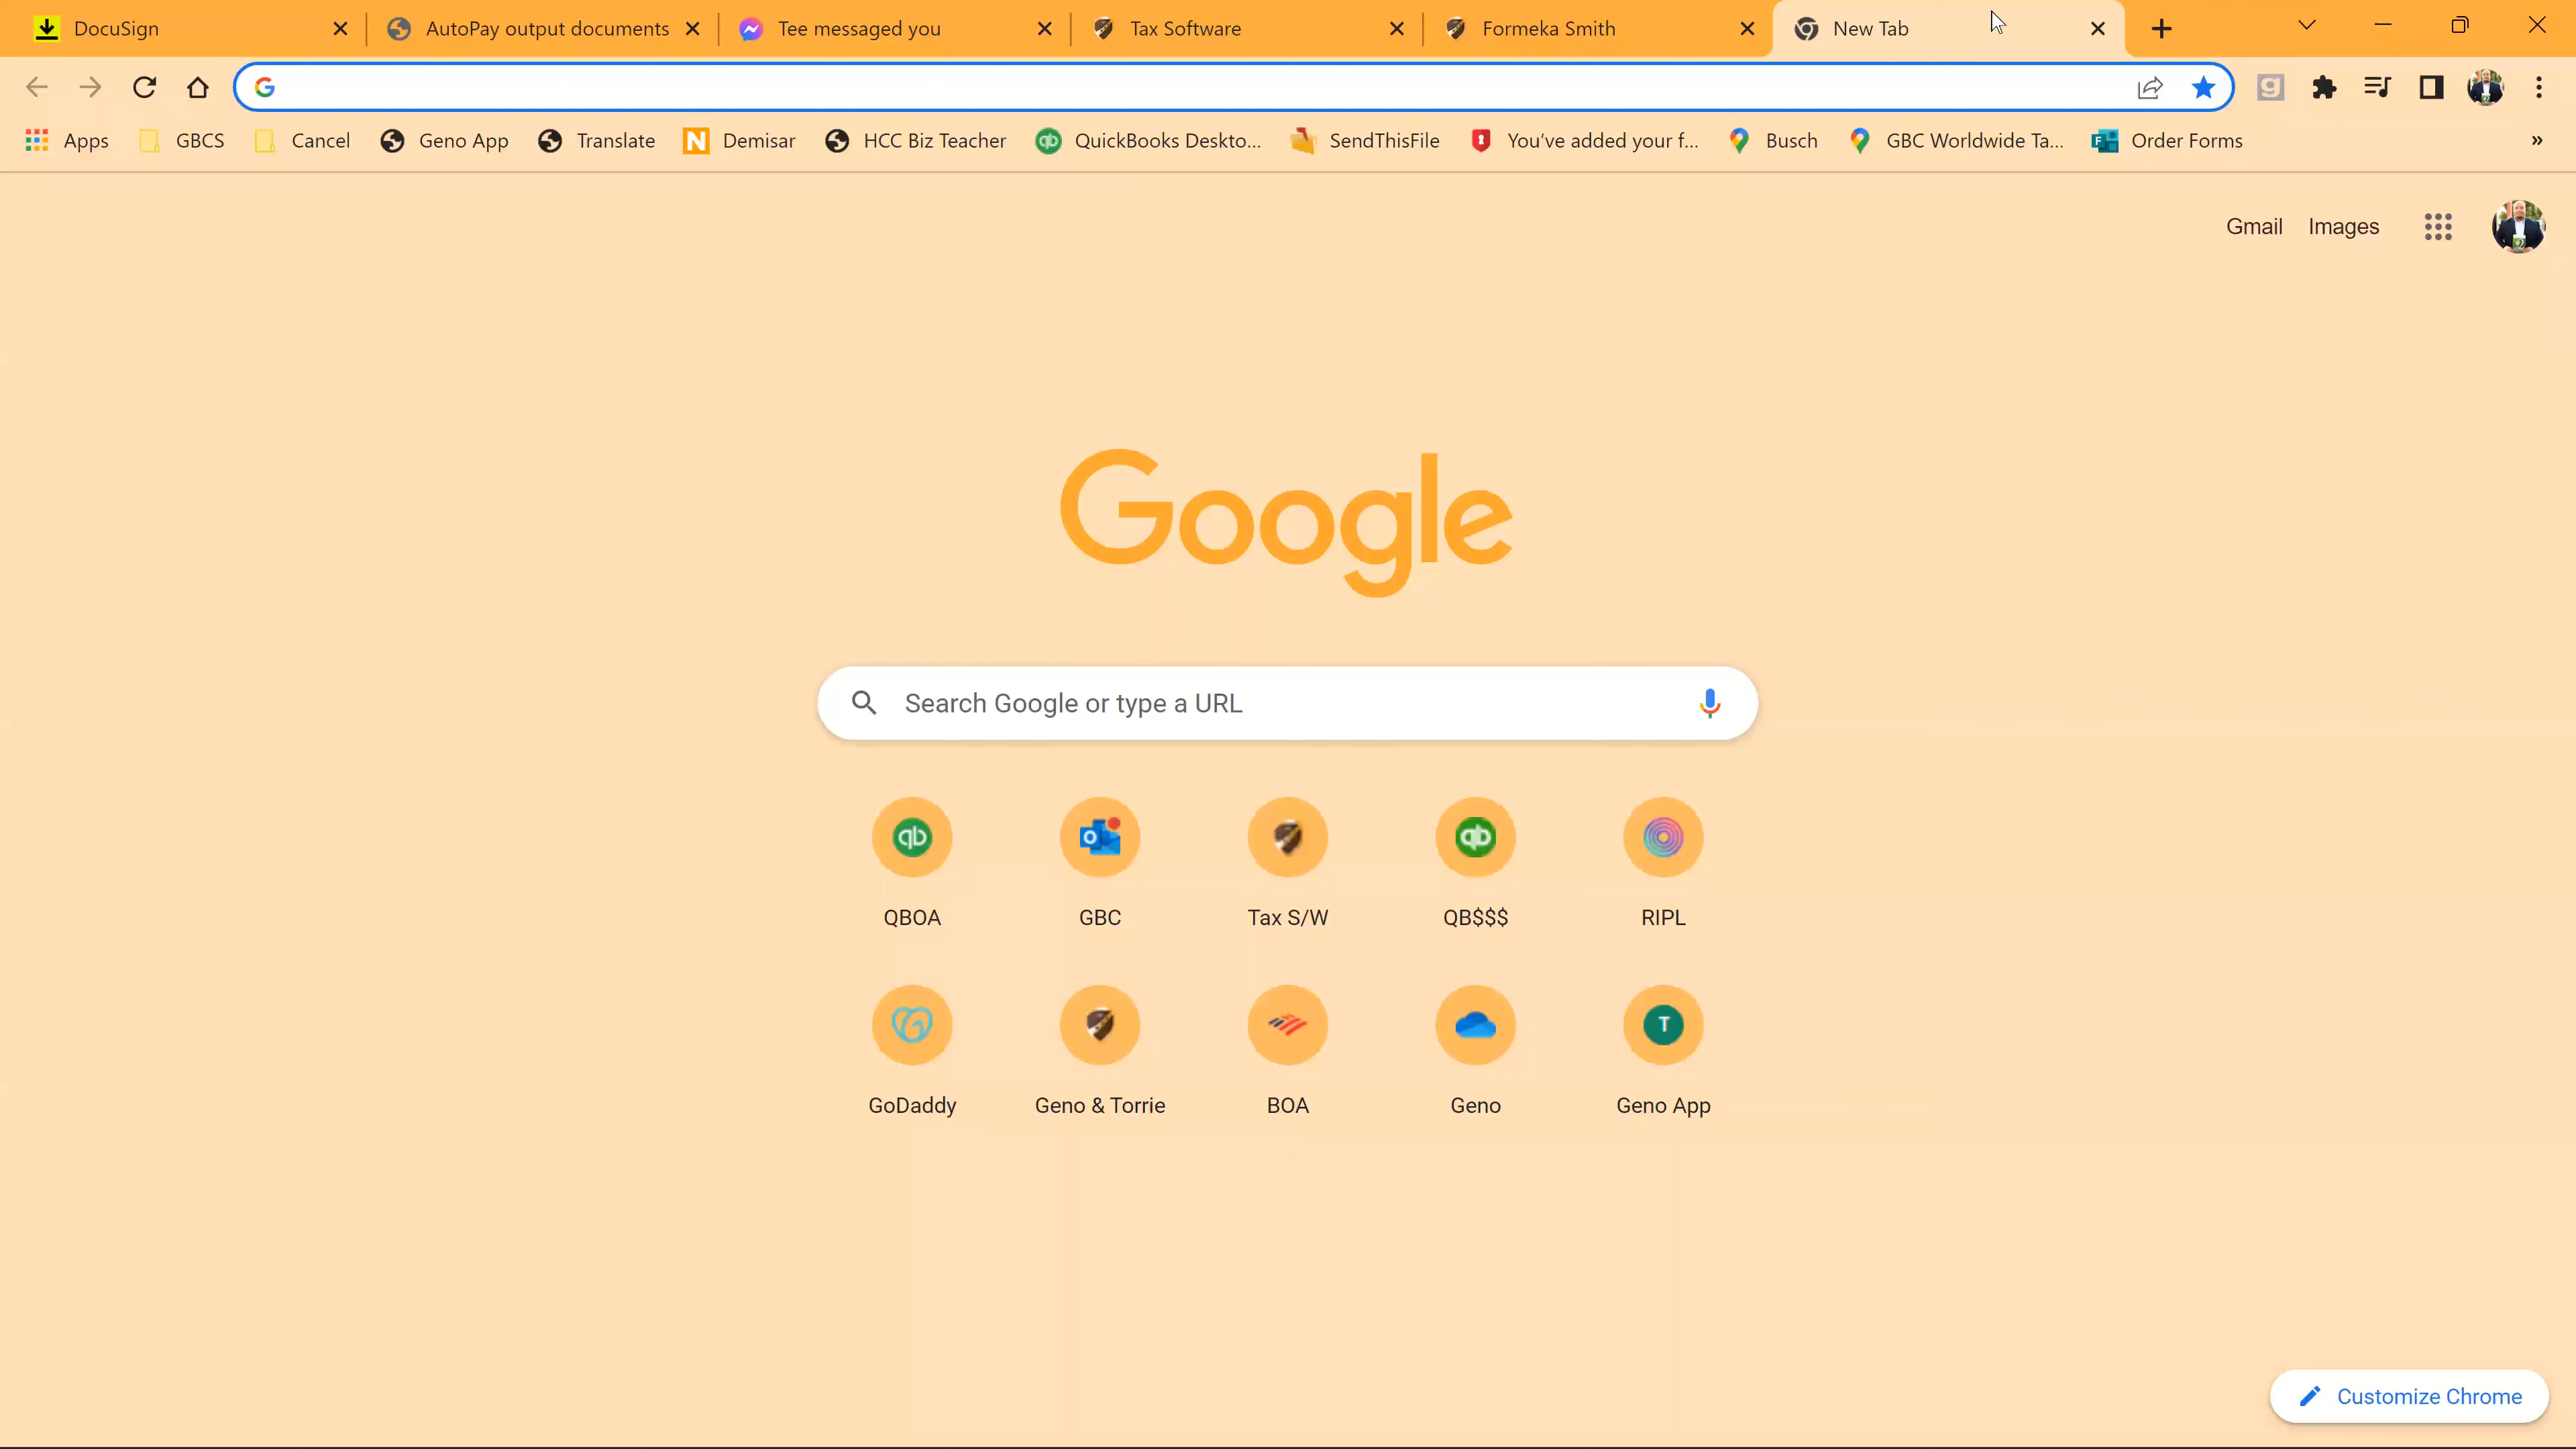 DocuSign
AutoPay output documents
Tee messaged you
Tax Software
Formeka Smith
New Tab
Apps
GBCS
Cancel
Geno App
Translate
Demisar
HCC Biz Teacher
QuickBooks Deskto...
SendThisFile
You've added your f...
Busch
GBC Worldwide Ta...
Order Forms
»
Gmail
Images
Google
Search Google or type a URL
QBOA
GBC
Tax S/W
QB$$$
RIPL
GoDaddy
Geno & Torrie
BOA
Geno
T
Geno App
Customize Chrome